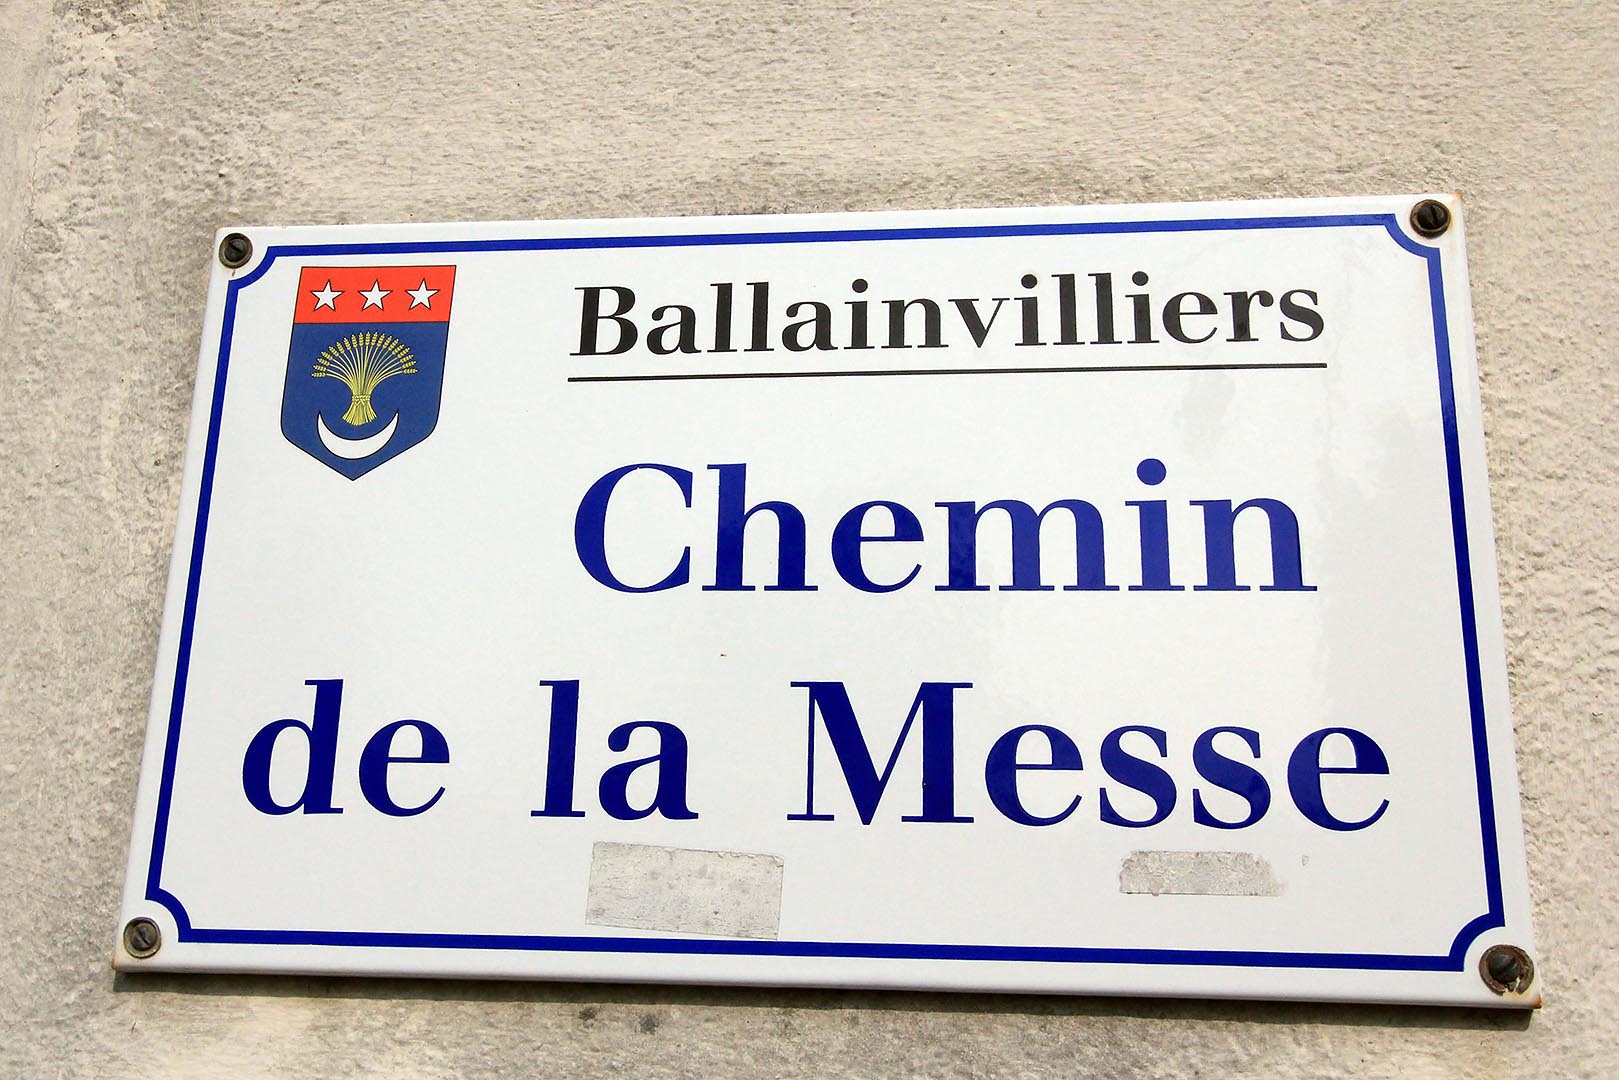 Ballainvilliers
Chemin
de la Messe